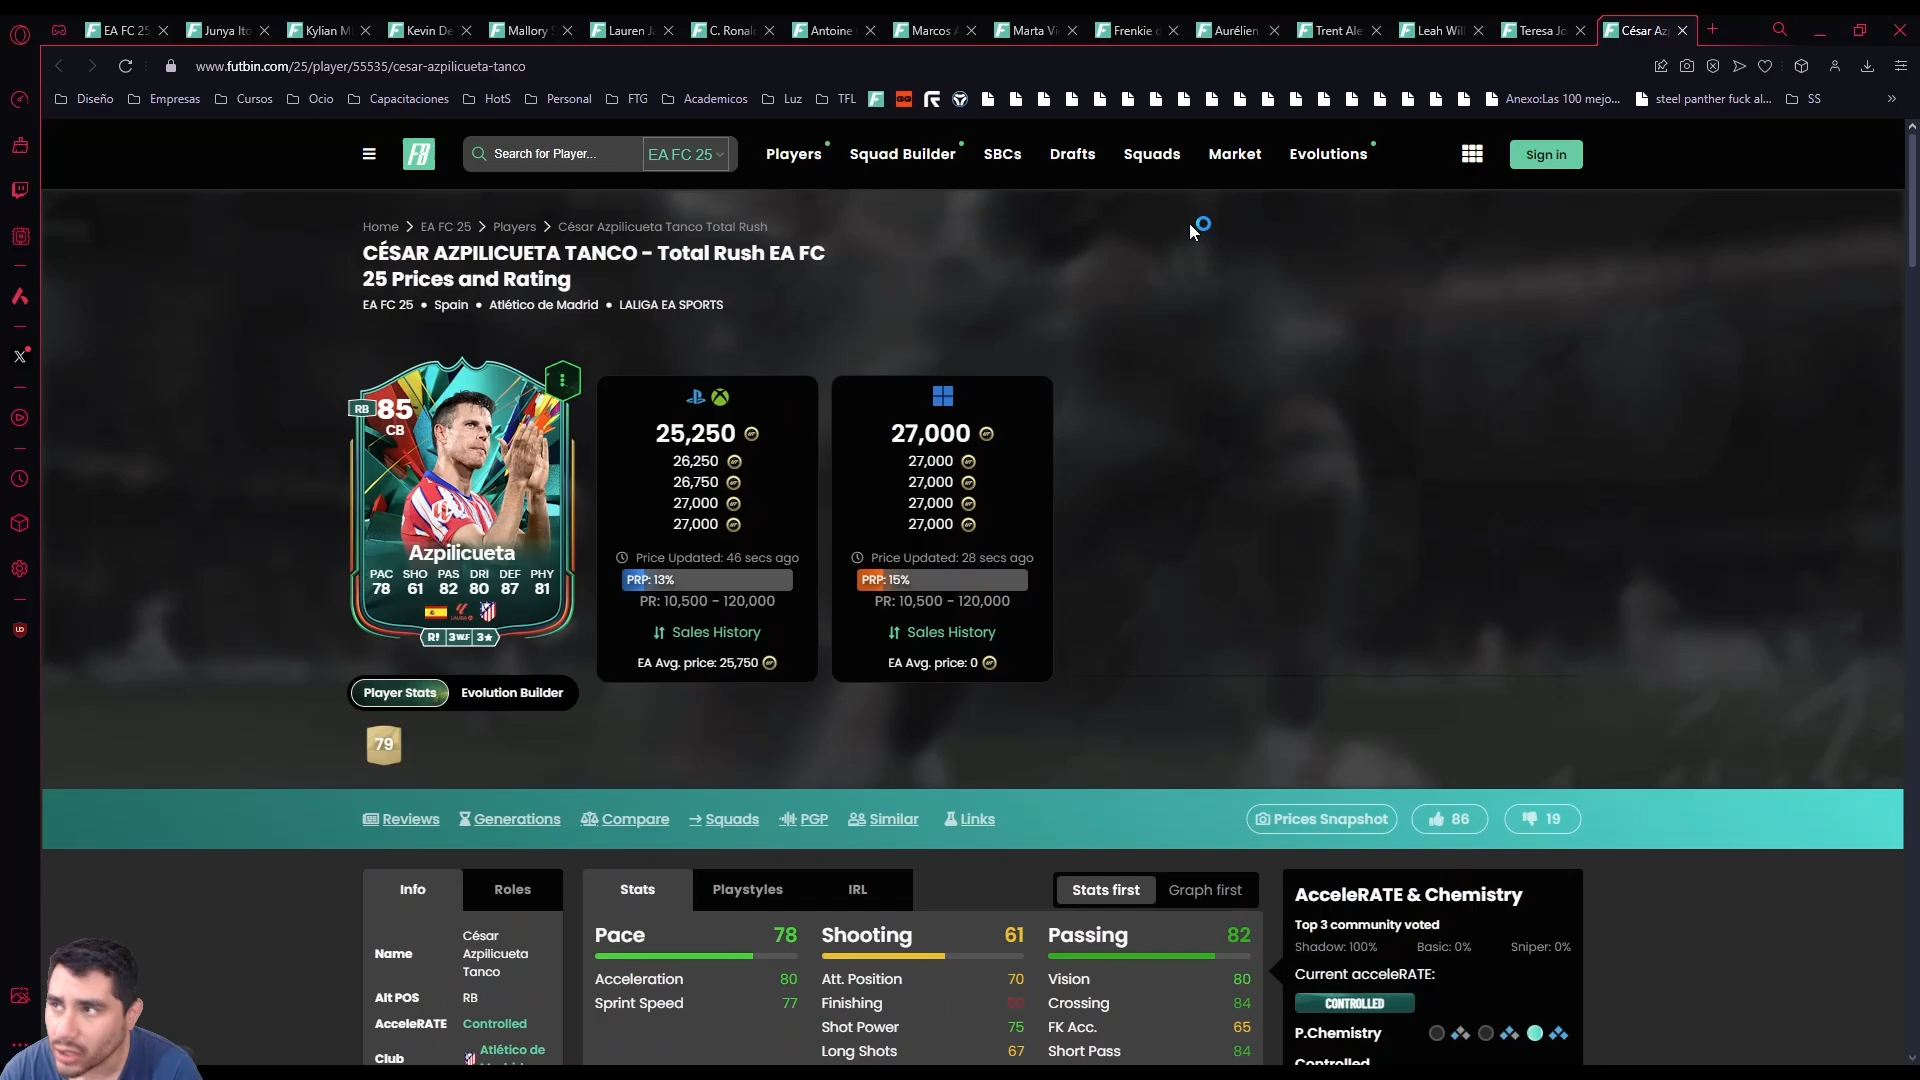 EA FC 25
Junya Ito
Kylian M
Kevin De
Mallory S
Lauren Ja
C. Ronal
Antoine
Marcos A
Marta Vi
Frenkie d
Aurélien
Trent Ale
Leah Will
Teresa Jo
César Az
www.futbin.com/25/player/55535/cesar-azpilicueta-tanco
Diseño Empresas Cursos Ocio Capacitaciones HotS Personal FTG Academicos Luz TFL Anexo:Las 100 mejo... steel panther fuck al... SS
Search for Player... EA FC 25 Players Squad Builder SBCs Drafts Squads Market Evolutions Sign in
Home EA FC 25 Players César Azpilicueta Tanco Total Rush
CÉSAR AZPILICUETA TANCO - Total Rush EA FC
25 Prices and Rating
EA FC 25 • Spain • Atlético de Madrid • LALIGA EA SPORTS
RB 85
CB
Azpilicueta
PAC SHO PAS DRI DEF PHY
78 61 82 80 87 81
R! 3W.F 3★
25,250
26,250
26,750
27,000
27,000
Price Updated: 46 secs ago
PRP: 13%
PR: 10,500 - 120,000
Sales History
EA Avg. price: 25,750
27,000
27,000
27,000
27,000
27,000
Price Updated: 28 secs ago
PRP: 15%
PR: 10,500 - 120,000
Sales History
EA Avg. price: 0
Player Stats Evolution Builder
79
Reviews Generations Compare Squads PGP Similar Links Prices Snapshot 86 19
Info Roles
Name César
Azpilicueta
Tanco
Alt POS RB
AcceleRATE Controlled
Club Atlético de
Stats Playstyles IRL Stats first Graph first
Pace 78
Acceleration 80
Sprint Speed 77
Shooting 61
Att. Position 70
Finishing
Shot Power 75
Long Shots 67
Passing 82
Vision 80
Crossing 84
FK Acc. 65
Short Pass 84
AcceleRATE & Chemistry
Top 3 community voted
Shadow: 100% Basic: 0% Sniper: 0%
Current acceleRATE:
CONTROLLED
P.Chemistry
Controlled